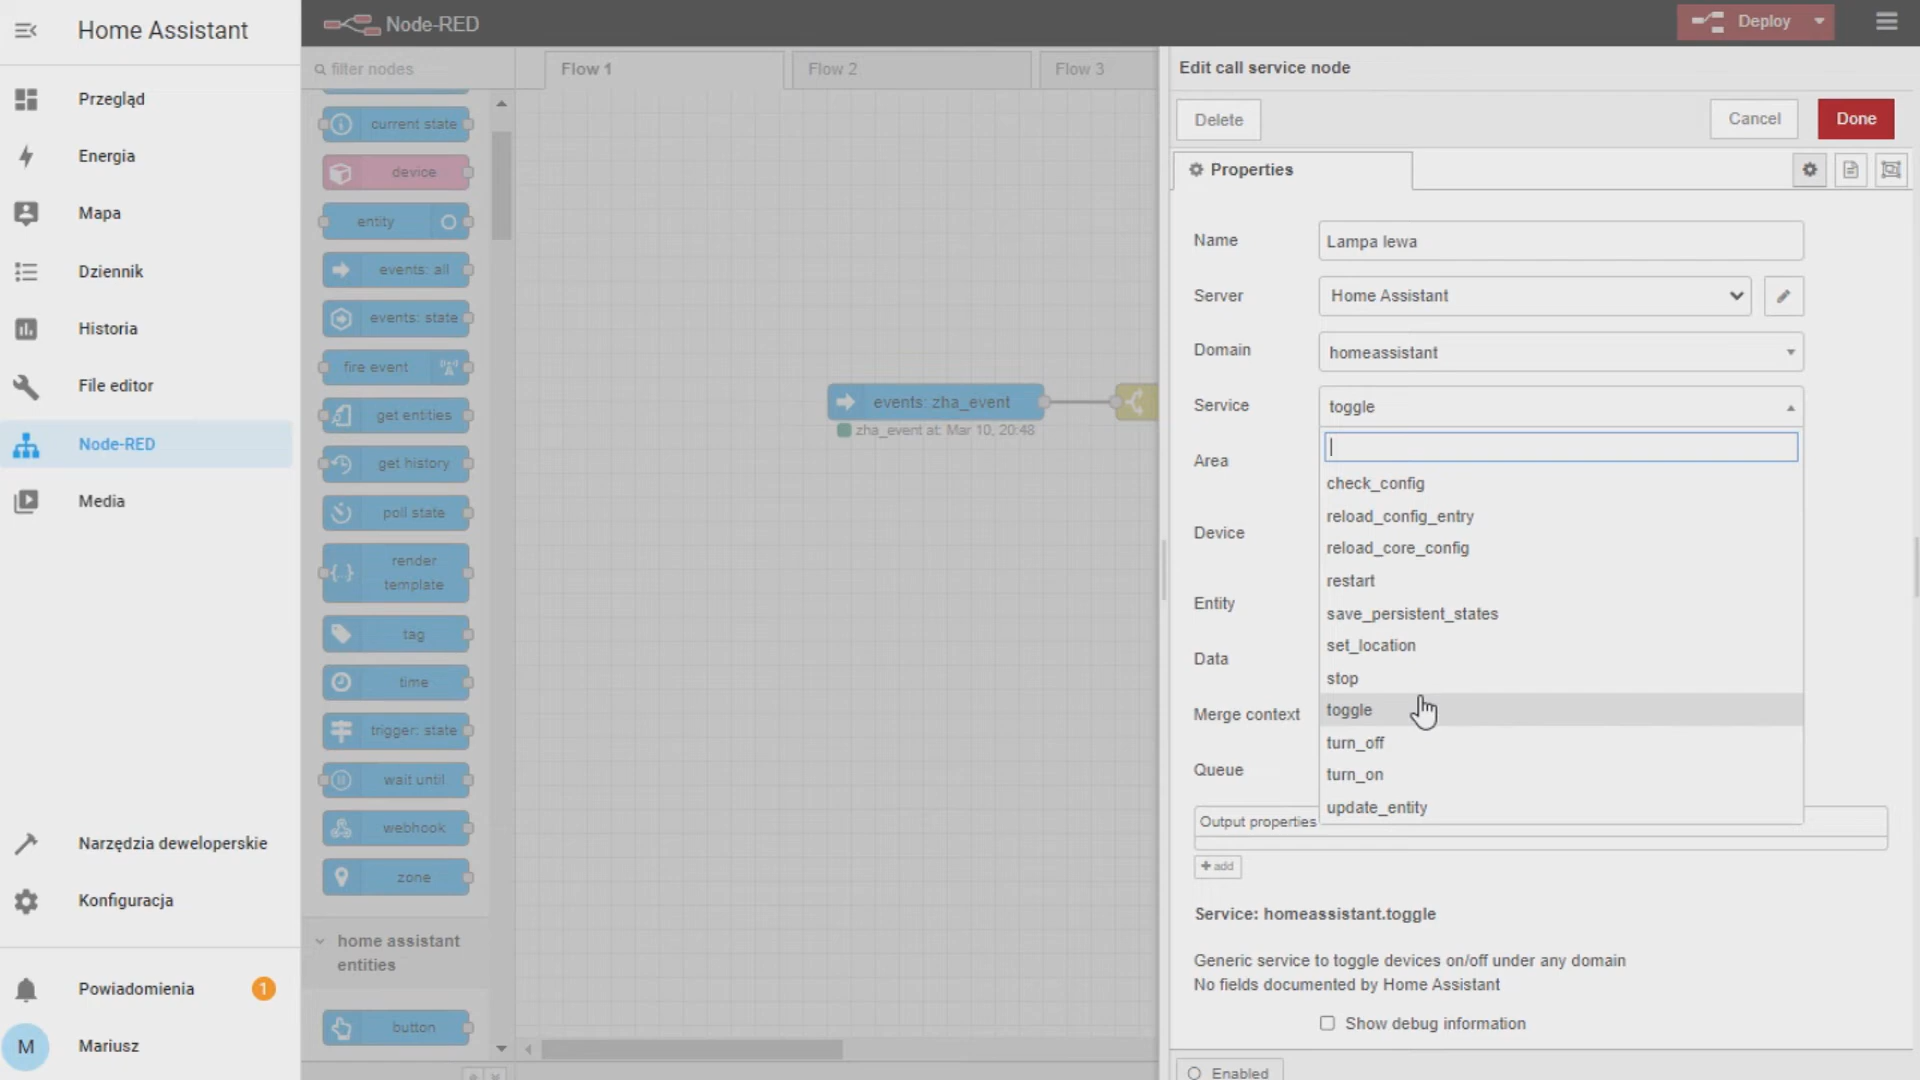 Home Assistant
Przegląd
Energia
Mapa
Dziennik
Historia
File editor
Node-RED
Media
Narzędzia deweloperskie
Konfiguracja
Powiadomienia
1
M
Mariusz
Node-RED
Deploy
filter nodes
current state
device
entity
events: all
events: state
fire event
get entities
get history
poll state
render
template
tag
time
trigger: state
wait until
webhook
zone
home assistant
entities
button
Flow 1
Flow 2
Flow 3
events: zha_event
zha_event at: Mar 10, 20:48
Edit call service node
Delete
Cancel
Done
Properties
Name
Lampa lewa
Server
Home Assistant
Domain
homeassistant
Service
toggle
Area
Device
Entity
Data
Merge context
Queue
check_config
reload_config_entry
reload_core_config
restart
save_persistent_states
set_location
stop
toggle
turn_off
turn_on
update_entity
Output properties
+ add
Service: homeassistant.toggle
Generic service to toggle devices on/off under any domain
No fields documented by Home Assistant
Show debug information
Enabled